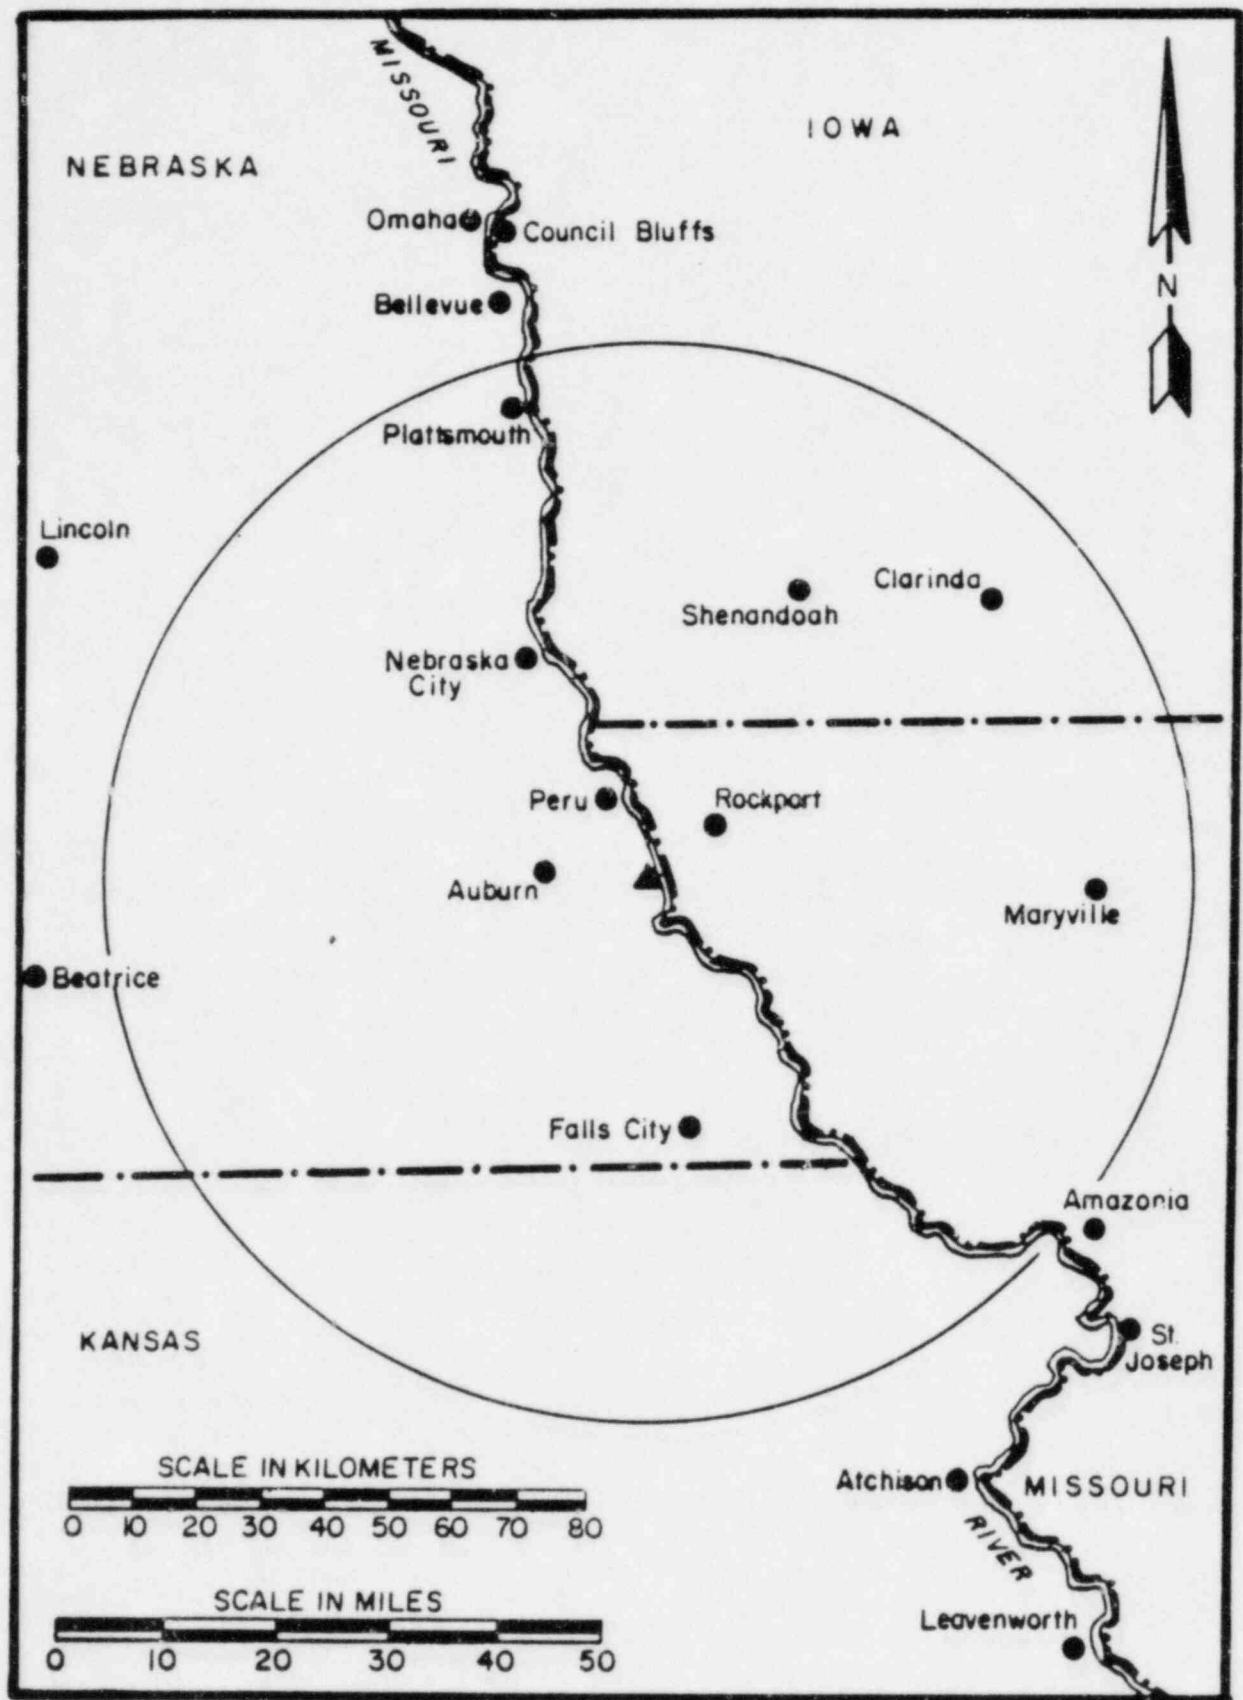 MISSOURI
IOWA
NEBRASKA
Omaha
Council Bluffs
N
Bellevue
Plattsmouth
Lincoln
Clarinda
Shenandoah
Nebraska
City
Peru
Rockport
Auburn
Maryville
Beatrice
Falls City
Amazonia
KANSAS
St.
Joseph
SCALE IN KILOMETERS
0 10 20 30 40 50 60 70 80
Atchison
MISSOURI
RIVER
SCALE IN MILES
0 10 20 30 40 50
Leavenworth